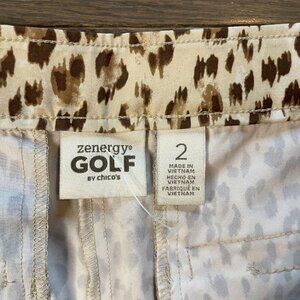 zenergy®
GOLF
BY chico's
2
MADE IN
VIETNAM
HECHO EN
VIETNAM
FABRIQUÉ EN
VIETNAM